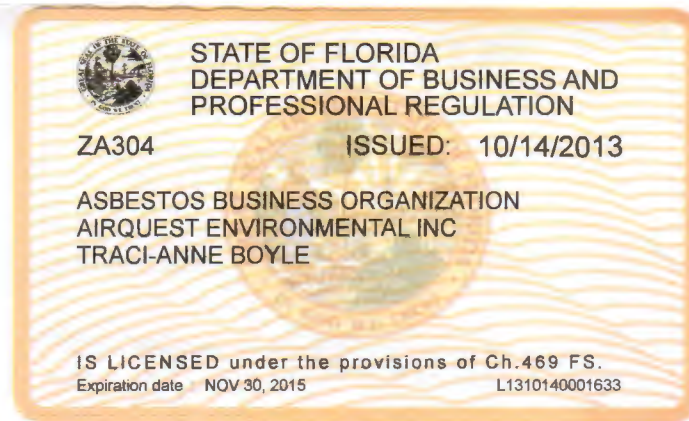 STATE OF FLORIDA
DEPARTMENT OF BUSINESS AND
PROFESSIONAL REGULATION
ZA304 ISSUED: 10/14/2013
ASBESTOS BUSINESS ORGANIZATION
AIRQUEST ENVIRONMENTAL INC
TRACI-ANNE BOYLE
IS LICENSED under the provisions of Ch.469 FS.
Expiration date NOV 30, 2015 L1310140001633